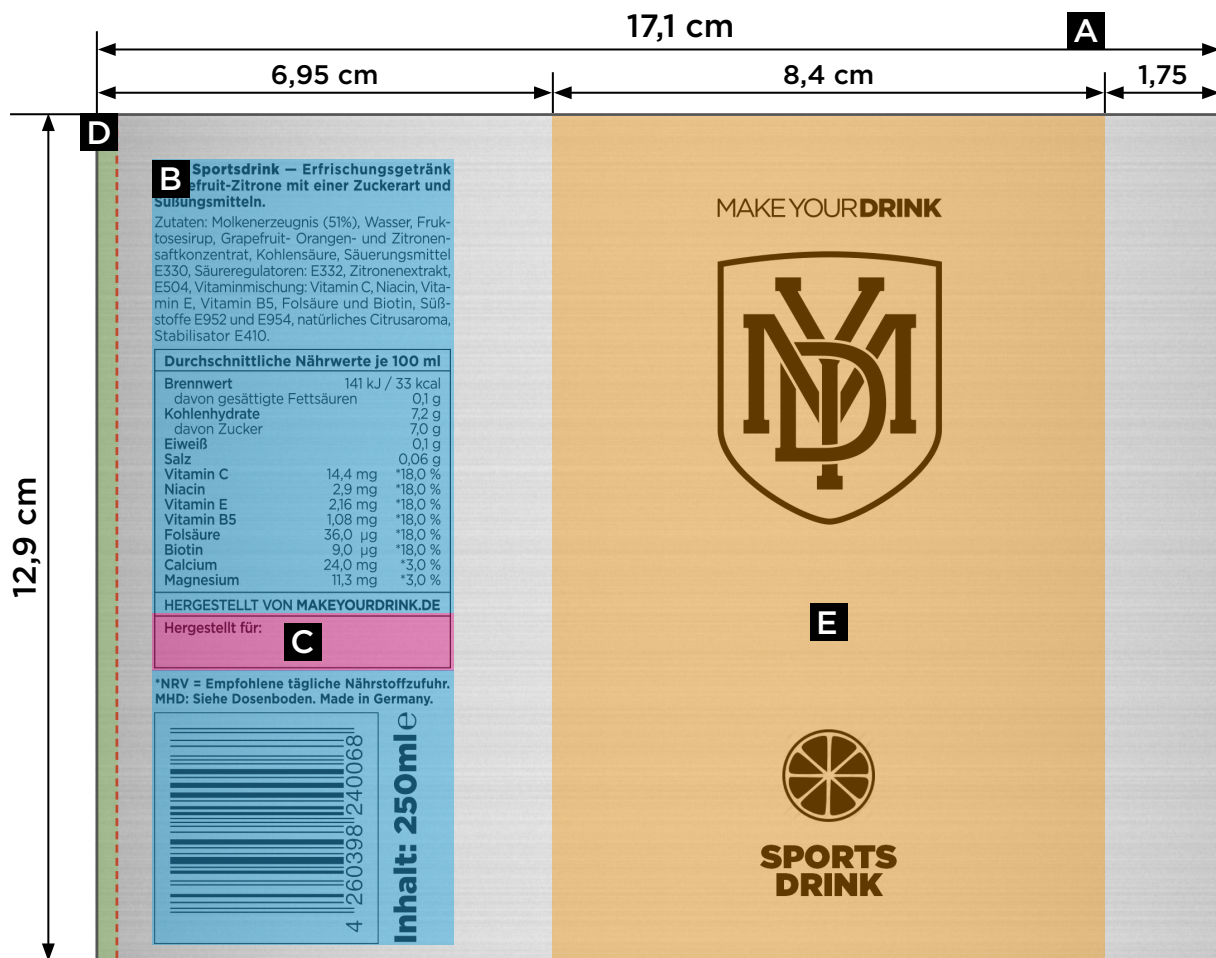 17,1 cm
A
6,95 cm
8,4 cm
1,75
12,9 cm
D
B
Sportsdrink — Erfrischungsgetränk
efruit-Zitrone mit einer Zuckerart und
Süßungsmitteln.
Zutaten: Molkenerzeugnis (51%), Wasser, Fruk-
tosesirup, Grapefruit- Orangen- und Zitronen-
saftkonzentrat, Kohlensäure, Säuerungsmittel
E330, Säureregulatoren: E332, Zitronenextrakt,
E504, Vitaminmischung: Vitamin C, Niacin, Vita-
min E, Vitamin B5, Folsäure und Biotin, Süß-
stoffe E952 und E954, natürliches Citrusaroma,
Stabilisator E410.
Durchschnittliche Nährwerte je 100 ml
Brennwert 141 kJ / 33 kcal
davon gesättigte Fettsäuren 0,1 g
Kohlenhydrate 7,2 g
davon Zucker 7,0 g
Eiweiß 0,1 g
Salz 0,06 g
Vitamin C 14,4 mg *18,0 %
Niacin 2,9 mg *18,0 %
Vitamin E 2,16 mg *18,0 %
Vitamin B5 1,08 mg *18,0 %
Folsäure 36,0 µg *18,0 %
Biotin 9,0 µg *18,0 %
Calcium 24,0 mg *3,0 %
Magnesium 11,3 mg *3,0 %
HERGESTELLT VON MAKEYOURDRINK.DE
Hergestellt für:
C
*NRV = Empfohlene tägliche Nährstoffzufuhr.
MHD: Siehe Dosenboden. Made in Germany.
4 260398 240068
Inhalt: 250ml ℮
MAKE YOUR DRINK
MYD
E
SPORTS
DRINK